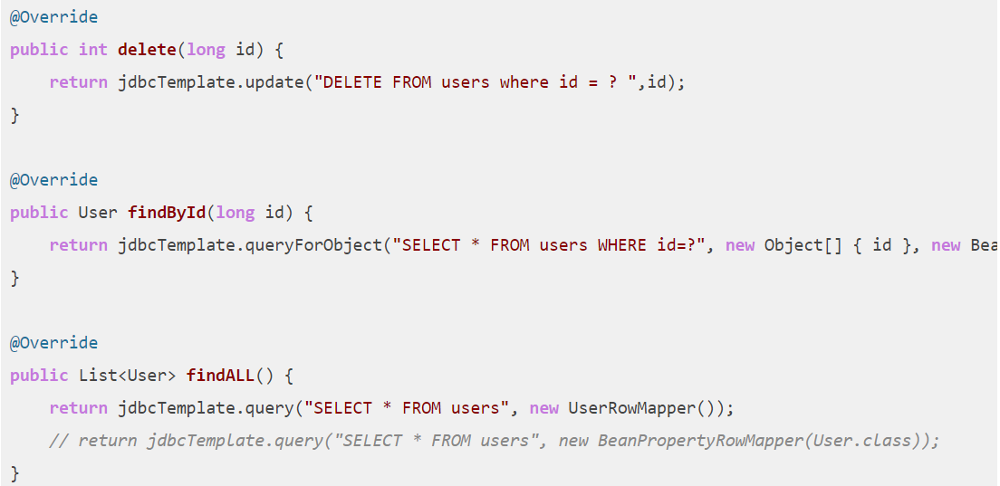 @Override
public int delete(long id) {
    return jdbcTemplate.update("DELETE FROM users where id = ? ",id);
}
@Override
public User findById(long id) {
    return jdbcTemplate.queryForObject("SELECT * FROM users WHERE id=?", new Object[] { id }, new Bea
}
@Override
public List<User> findALL() {
    return jdbcTemplate.query("SELECT * FROM users", new UserRowMapper());
    // return jdbcTemplate.query("SELECT * FROM users", new BeanPropertyRowMapper(User.class));
}